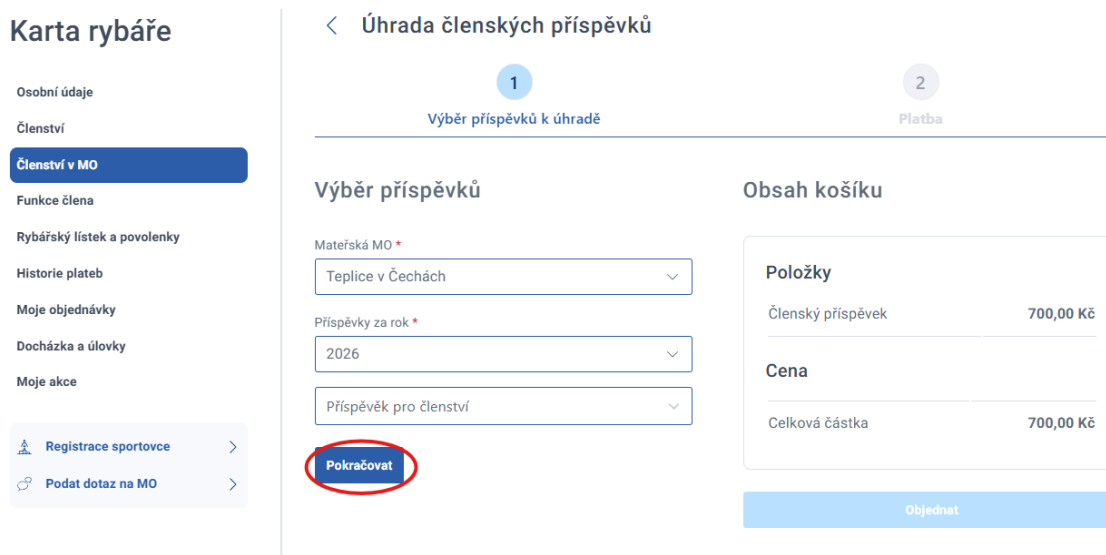 Karta rybáře
Osobní údaje
Členství
Členství v MO
Funkce člena
Rybářský lístek a povolenky
Historie plateb
Moje objednávky
Docházka a úlovky
Moje akce
Registrace sportovce
Podat dotaz na MO
Úhrada členských příspěvků
1
Výběr příspěvků k úhradě
2
Platba
Výběr příspěvků
Mateřská MO *
Teplice v Čechách
Příspěvky za rok *
2026
Příspěvěk pro členství
Pokračovat
Obsah košíku
Položky
Členský příspěvek 700,00 Kč
Cena
Celková částka 700,00 Kč
Objednat